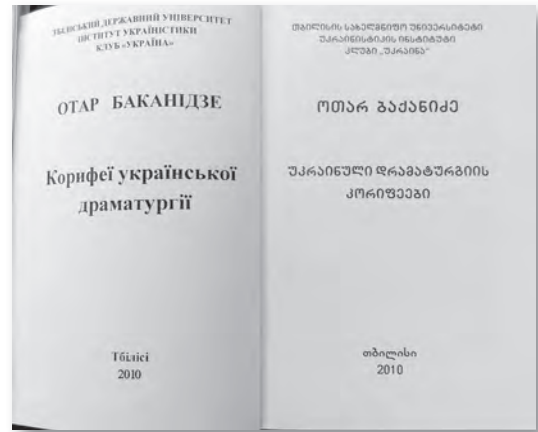 ТБІЛІСЬКИЙ ДЕРЖАВНИЙ УНІВЕРСИТЕТ
ІНСТИТУТ УКРАЇНІСТИКИ
КЛУБ «УКРАЇНА»
ОТАР БАКАНІДЗЕ
Корифеї української
драматургії
Тбілісі
2010
თბილისის სახელმწიფო უნივერსიტეტი
უკრაინისტიკის ინსტიტუტი
კლუბი „უკრაინა“
ოთარ ბაქანიძე
უკრაინული დრამატურგიის
კორიფეები
თბილისი
2010